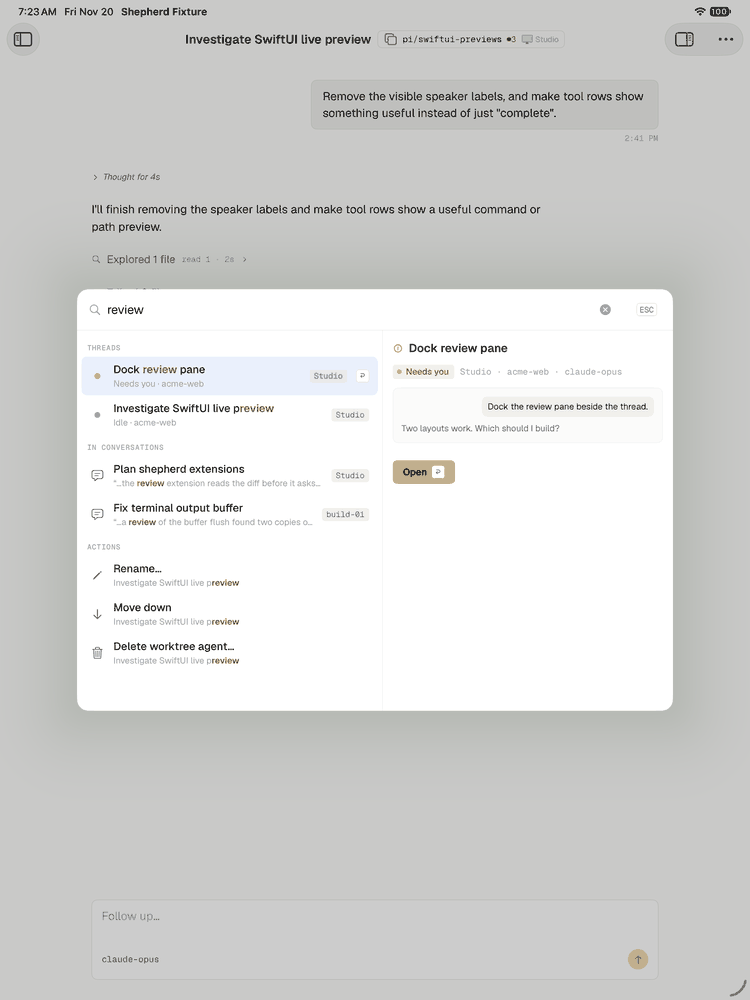 7:23 AM Fri Nov 20 Shepherd Fixture
100
Investigate SwiftUI live preview
pi/swiftui-previews 3 Studio
Remove the visible speaker labels, and make tool rows show
something useful instead of just "complete".
2:41 PM
Thought for 4s
I'll finish removing the speaker labels and make tool rows show a useful command or
path preview.
Explored 1 file read 1 · 2s
review
ESC
THREADS
Dock review pane
Needs you · acme-web
Studio
Investigate SwiftUI live preview
Idle · acme-web
Studio
IN CONVERSATIONS
Plan shepherd extensions
"…the review extension reads the diff before it asks…
Studio
Fix terminal output buffer
"…a review of the buffer flush found two copies o…
build-01
ACTIONS
Rename…
Investigate SwiftUI live preview
Move down
Investigate SwiftUI live preview
Delete worktree agent…
Investigate SwiftUI live preview
Dock review pane
Needs you Studio · acme-web · claude-opus
Dock the review pane beside the thread.
Two layouts work. Which should I build?
Open
Follow up…
claude-opus